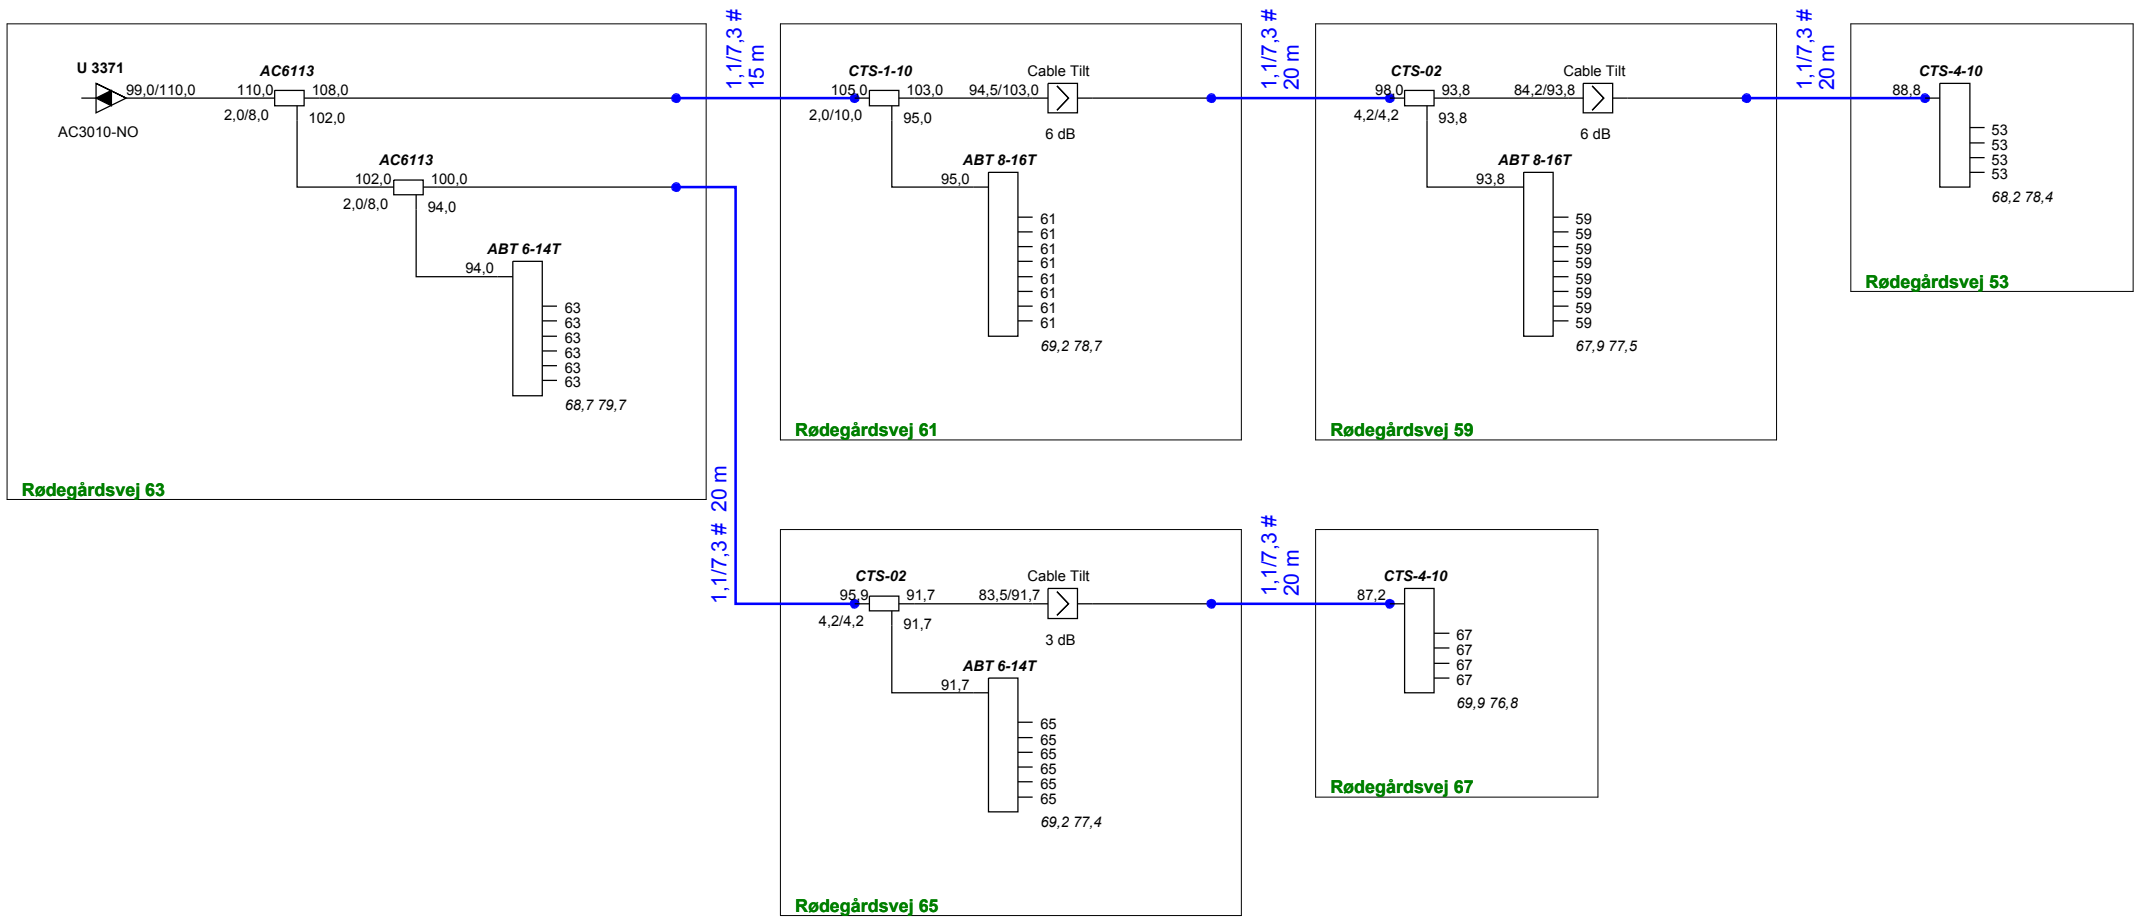 U 3371
99,0/110,0
AC3010-NO
AC6113
110,0
108,0
2,0/8,0
102,0
AC6113
102,0
100,0
2,0/8,0
94,0
ABT 6-14T
94,0
63
63
63
63
63
63
68,7 79,7
Rødegårdsvej 63
1,1/7,3 #
15 m
CTS-1-10
105,0
103,0
2,0/10,0
95,0
94,5/103,0
Cable Tilt
6 dB
ABT 8-16T
95,0
61
61
61
61
61
61
61
61
69,2 78,7
Rødegårdsvej 61
1,1/7,3 #
20 m
CTS-02
98,0
93,8
4,2/4,2
93,8
84,2/93,8
Cable Tilt
6 dB
ABT 8-16T
93,8
59
59
59
59
59
59
59
59
67,9 77,5
Rødegårdsvej 59
1,1/7,3 #
20 m
CTS-4-10
88,8
53
53
53
53
68,2 78,4
Rødegårdsvej 53
1,1/7,3 # 20 m
CTS-02
95,9
91,7
4,2/4,2
91,7
83,5/91,7
Cable Tilt
3 dB
ABT 6-14T
91,7
65
65
65
65
65
65
69,2 77,4
Rødegårdsvej 65
1,1/7,3 #
20 m
CTS-4-10
87,2
67
67
67
67
69,9 76,8
Rødegårdsvej 67